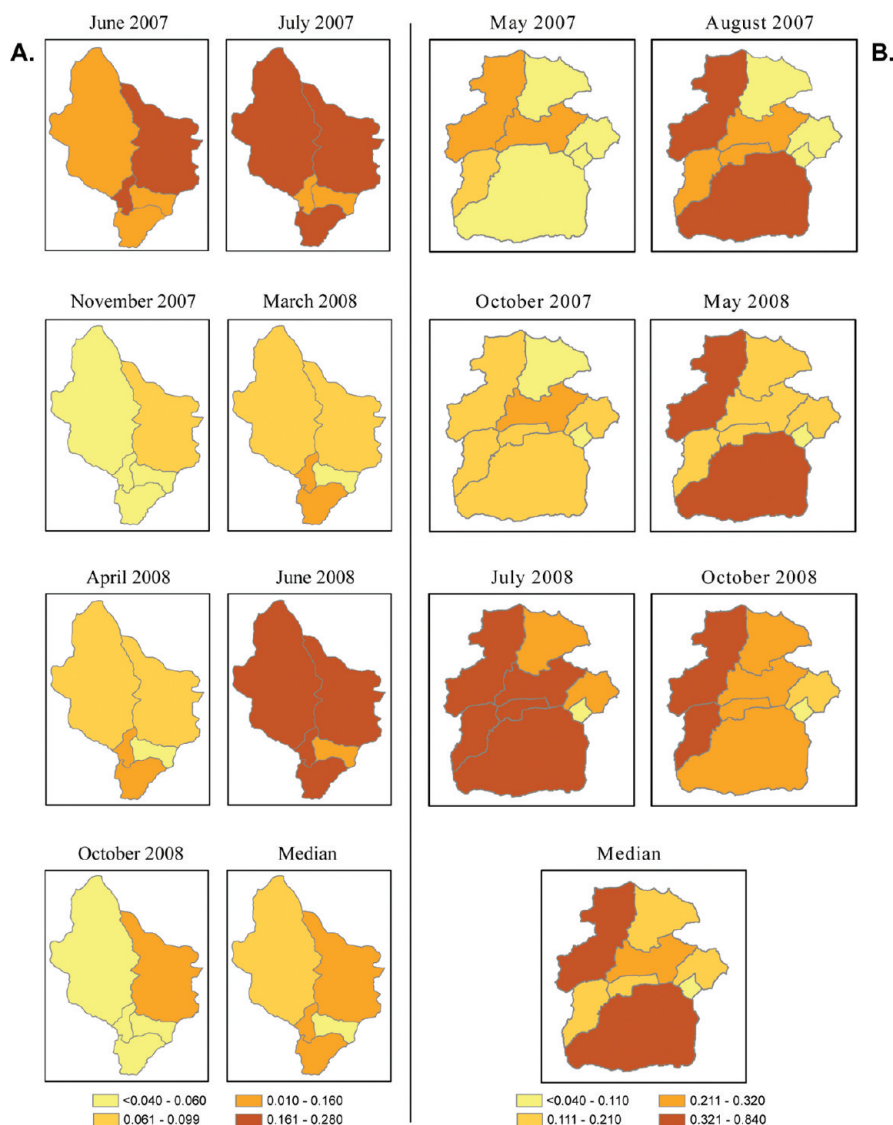 A.
June 2007
July 2007
November 2007
March 2008
April 2008
June 2008
October 2008
Median
<0.040 - 0.060
0.010 - 0.160
0.061 - 0.099
0.161 - 0.280
B.
May 2007
August 2007
October 2007
May 2008
July 2008
October 2008
Median
<0.040 - 0.110
0.211 - 0.320
0.111 - 0.210
0.321 - 0.840